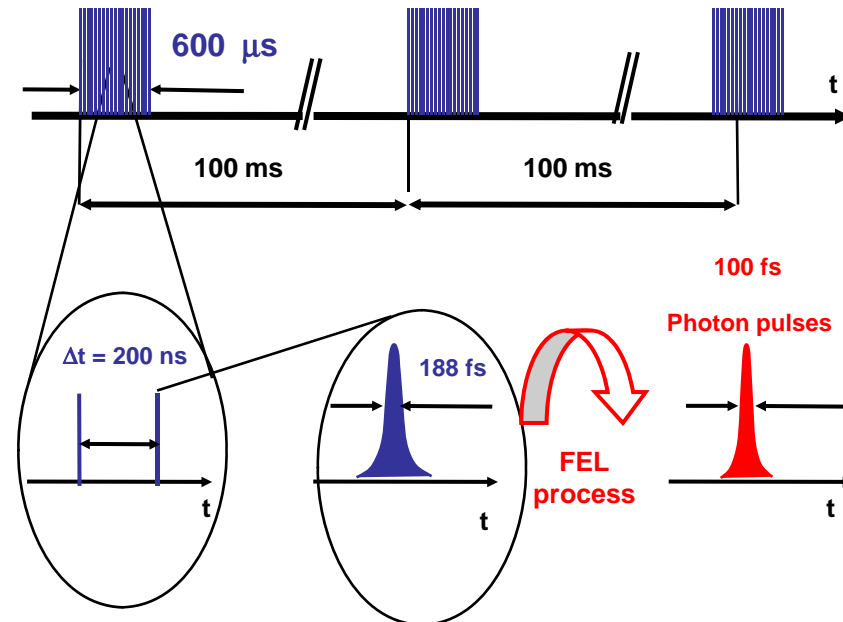 600 μs
t
100 ms
100 ms
100 fs
Photon pulses
Δt = 200 ns
188 fs
FEL
process
t
t
t